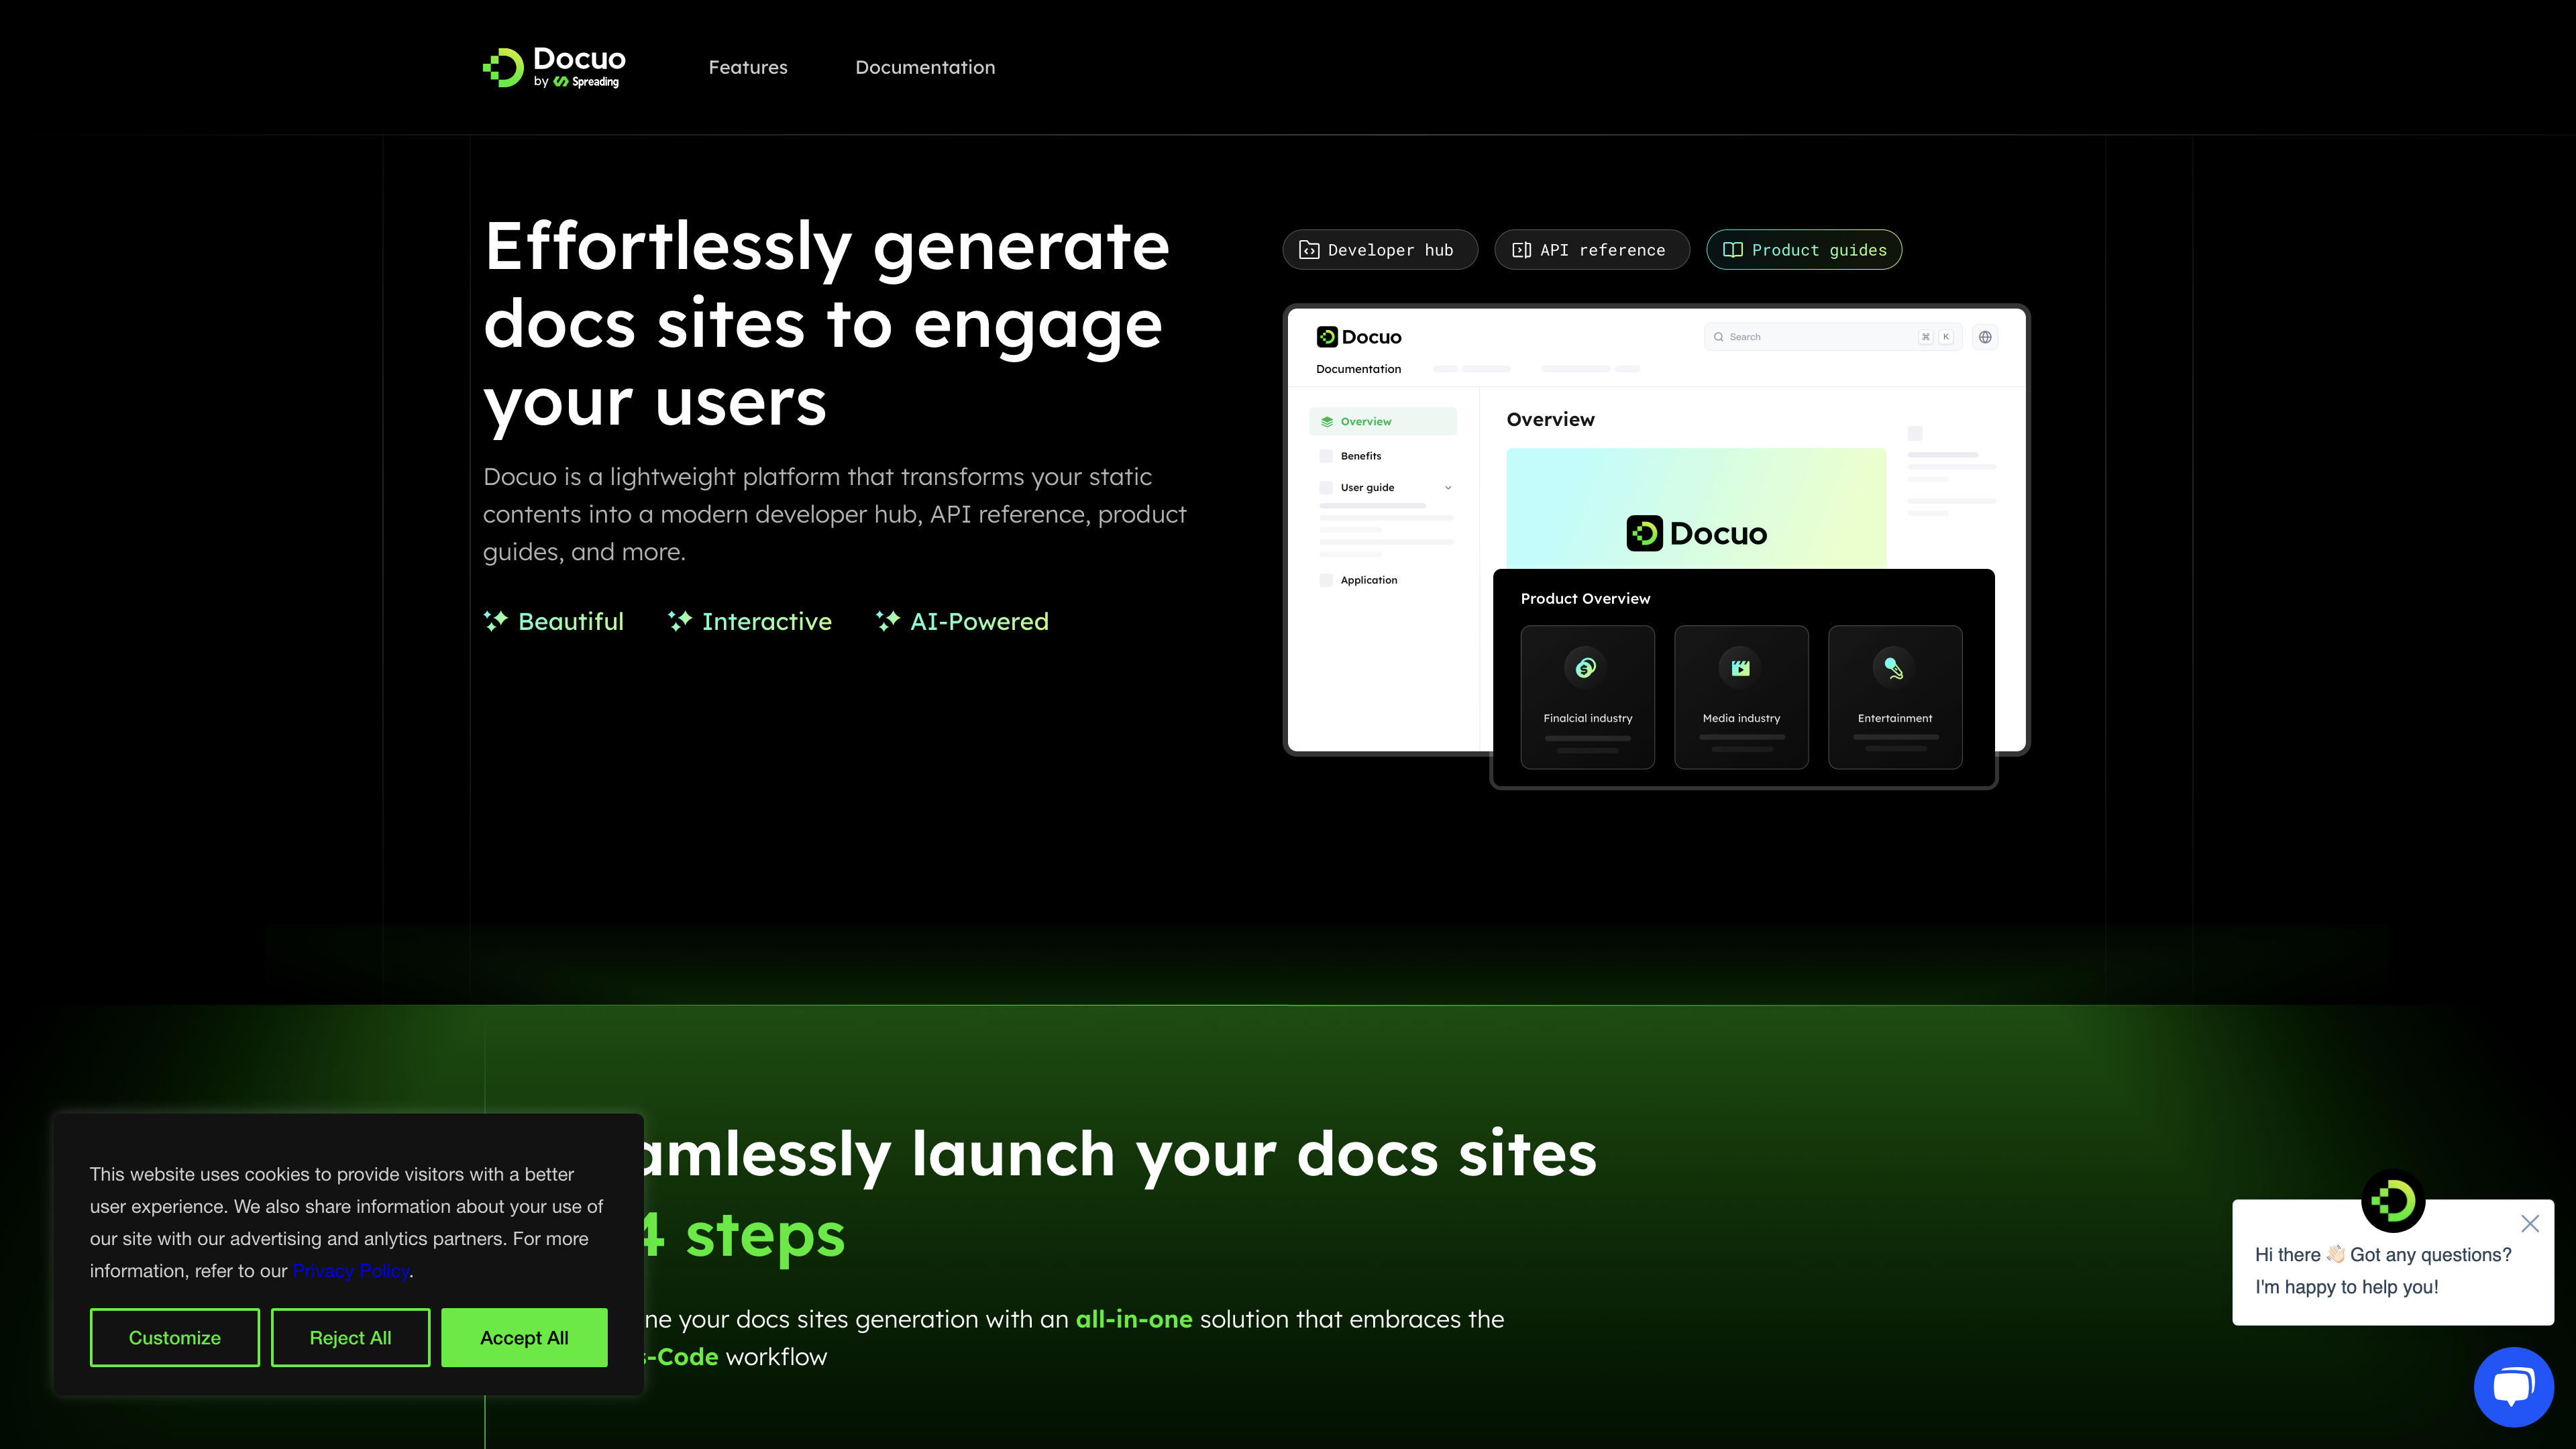 Docuo
by Spreading
Features
Documentation
Effortlessly generate
docs sites to engage
your users
Docuo is a lightweight platform that transforms your static
contents into a modern developer hub, API reference, product
guides, and more.
Beautiful
Interactive
AI-Powered
Developer hub
API reference
Product guides
Docuo
Search
⌘ K
Documentation
Overview
Benefits
User guide
Application
Overview
Docuo
Product Overview
Finalcial industry
Media industry
Entertainment
amlessly launch your docs sites
4 steps
ne your docs sites generation with an all-in-one solution that embraces the
s-Code workflow
This website uses cookies to provide visitors with a better
user experience. We also share information about your use of
our site with our advertising and anlytics partners. For more
information, refer to our Privacy Policy.
Customize
Reject All
Accept All
Hi there 👋🏻 Got any questions?
I'm happy to help you!